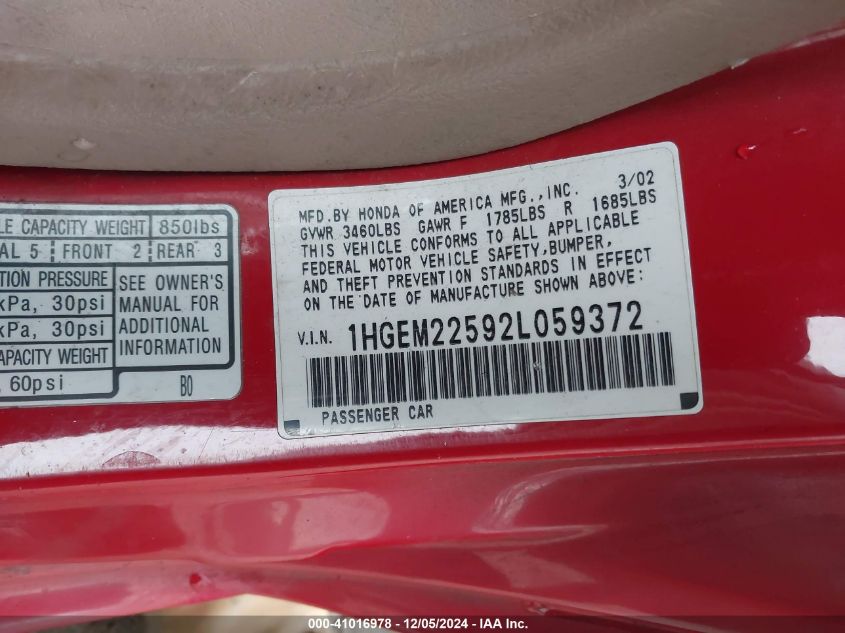 LE CAPACITY WEIGHT 850lbs
AL 5 FRONT 2 REAR 3
TION PRESSURE
kPa, 30psi
kPa, 30psi
CAPACITY WEIGHT
, 60psi
SEE OWNER'S
MANUAL FOR
ADDITIONAL
INFORMATION
B0
MFD.BY HONDA OF AMERICA MFG.,INC. 3/02
GVWR 3460LBS GAWR F 1785LBS R 1685LBS
THIS VEHICLE CONFORMS TO ALL APPLICABLE
FEDERAL MOTOR VEHICLE SAFETY,BUMPER,
AND THEFT PREVENTION STANDARDS IN EFFECT
ON THE DATE OF MANUFACTURE SHOWN ABOVE:
V.I.N. 1HGEM22592L059372
PASSENGER CAR
000-41016978 - 12/05/2024 - IAA Inc.